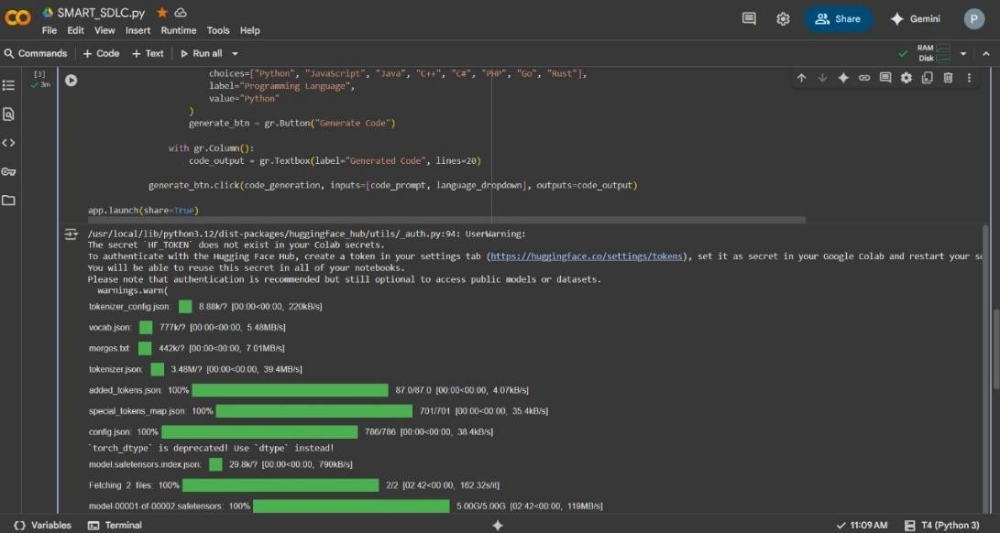 CO SMART_SDLC.py
File Edit View Insert Runtime Tools Help
Share
Gemini
P
Commands + Code + Text Run all
RAM
Disk
[3]
3m
choices=["Python", "JavaScript", "Java", "C++", "C#", "PHP", "Go", "Rust"],
label="Programming Language",
value="Python"
)
generate_btn = gr.Button("Generate Code")
with gr.Column():
code_output = gr.Textbox(label="Generated Code", lines=20)
generate_btn.click(code_generation, inputs=[code_prompt, language_dropdown], outputs=code_output)
app.launch(share=True)
/usr/local/lib/python3.12/dist-packages/huggingface_hub/utils/_auth.py:94: UserWarning:
The secret `HF_TOKEN` does not exist in your Colab secrets.
To authenticate with the Hugging Face Hub, create a token in your settings tab (https://huggingface.co/settings/tokens), set it as secret in your Google Colab and restart your se
You will be able to reuse this secret in all of your notebooks.
Please note that authentication is recommended but still optional to access public models or datasets.
warnings.warn(
tokenizer_config.json: 8.88k/? [00:00<00:00, 220kB/s]
vocab.json: 777k/? [00:00<00:00, 5.48MB/s]
merges.txt: 442k/? [00:00<00:00, 7.01MB/s]
tokenizer.json: 3.48M/? [00:00<00:00, 39.4MB/s]
added_tokens.json: 100% 87.0/87.0 [00:00<00:00, 4.07kB/s]
special_tokens_map.json: 100% 701/701 [00:00<00:00, 35.4kB/s]
config.json: 100% 786/786 [00:00<00:00, 38.4kB/s]
`torch_dtype` is deprecated! Use `dtype` instead!
model.safetensors.index.json: 29.8k/? [00:00<00:00, 790kB/s]
Fetching 2 files: 100% 2/2 [02:42<00:00, 162.32s/it]
model-00001-of-00002.safetensors: 100% 5.00G/5.00G [02:42<00:00, 119MB/s]
{} Variables Terminal
11:09 AM T4 (Python 3)